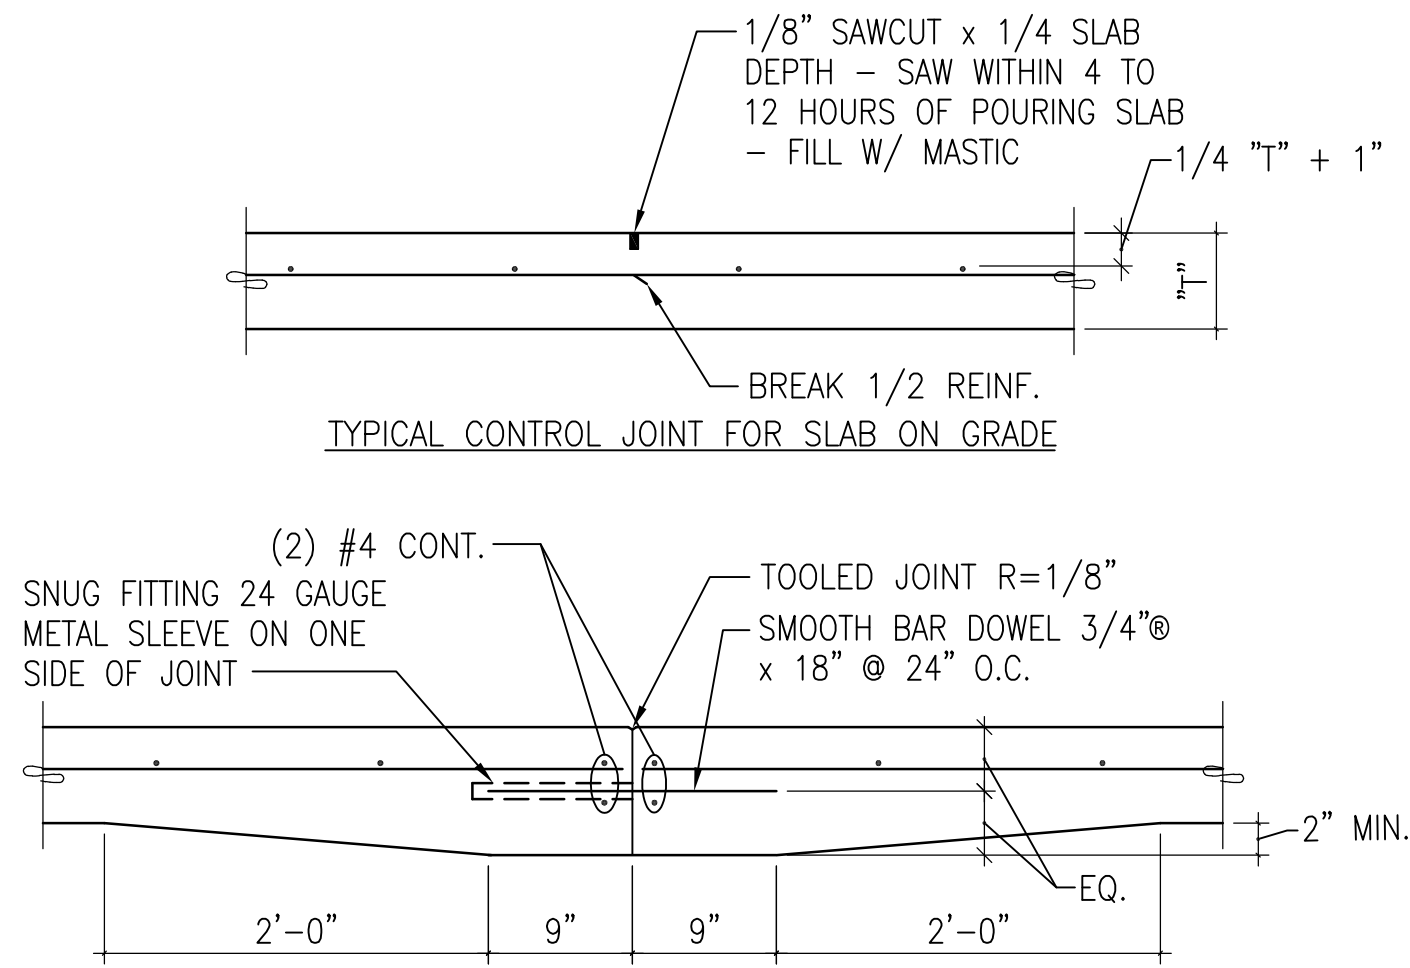 1/8" SAWCUT x 1/4 SLAB
DEPTH – SAW WITHIN 4 TO
12 HOURS OF POURING SLAB
– FILL W/ MASTIC
1/4 "T" + 1"
"T"
BREAK 1/2 REINF.
TYPICAL CONTROL JOINT FOR SLAB ON GRADE
(2) #4 CONT.
SNUG FITTING 24 GAUGE
METAL SLEEVE ON ONE
SIDE OF JOINT
TOOLED JOINT R=1/8"
SMOOTH BAR DOWEL 3/4"®
x 18" @ 24" O.C.
2" MIN.
EQ.
2'–0"
9"
9"
2'–0"